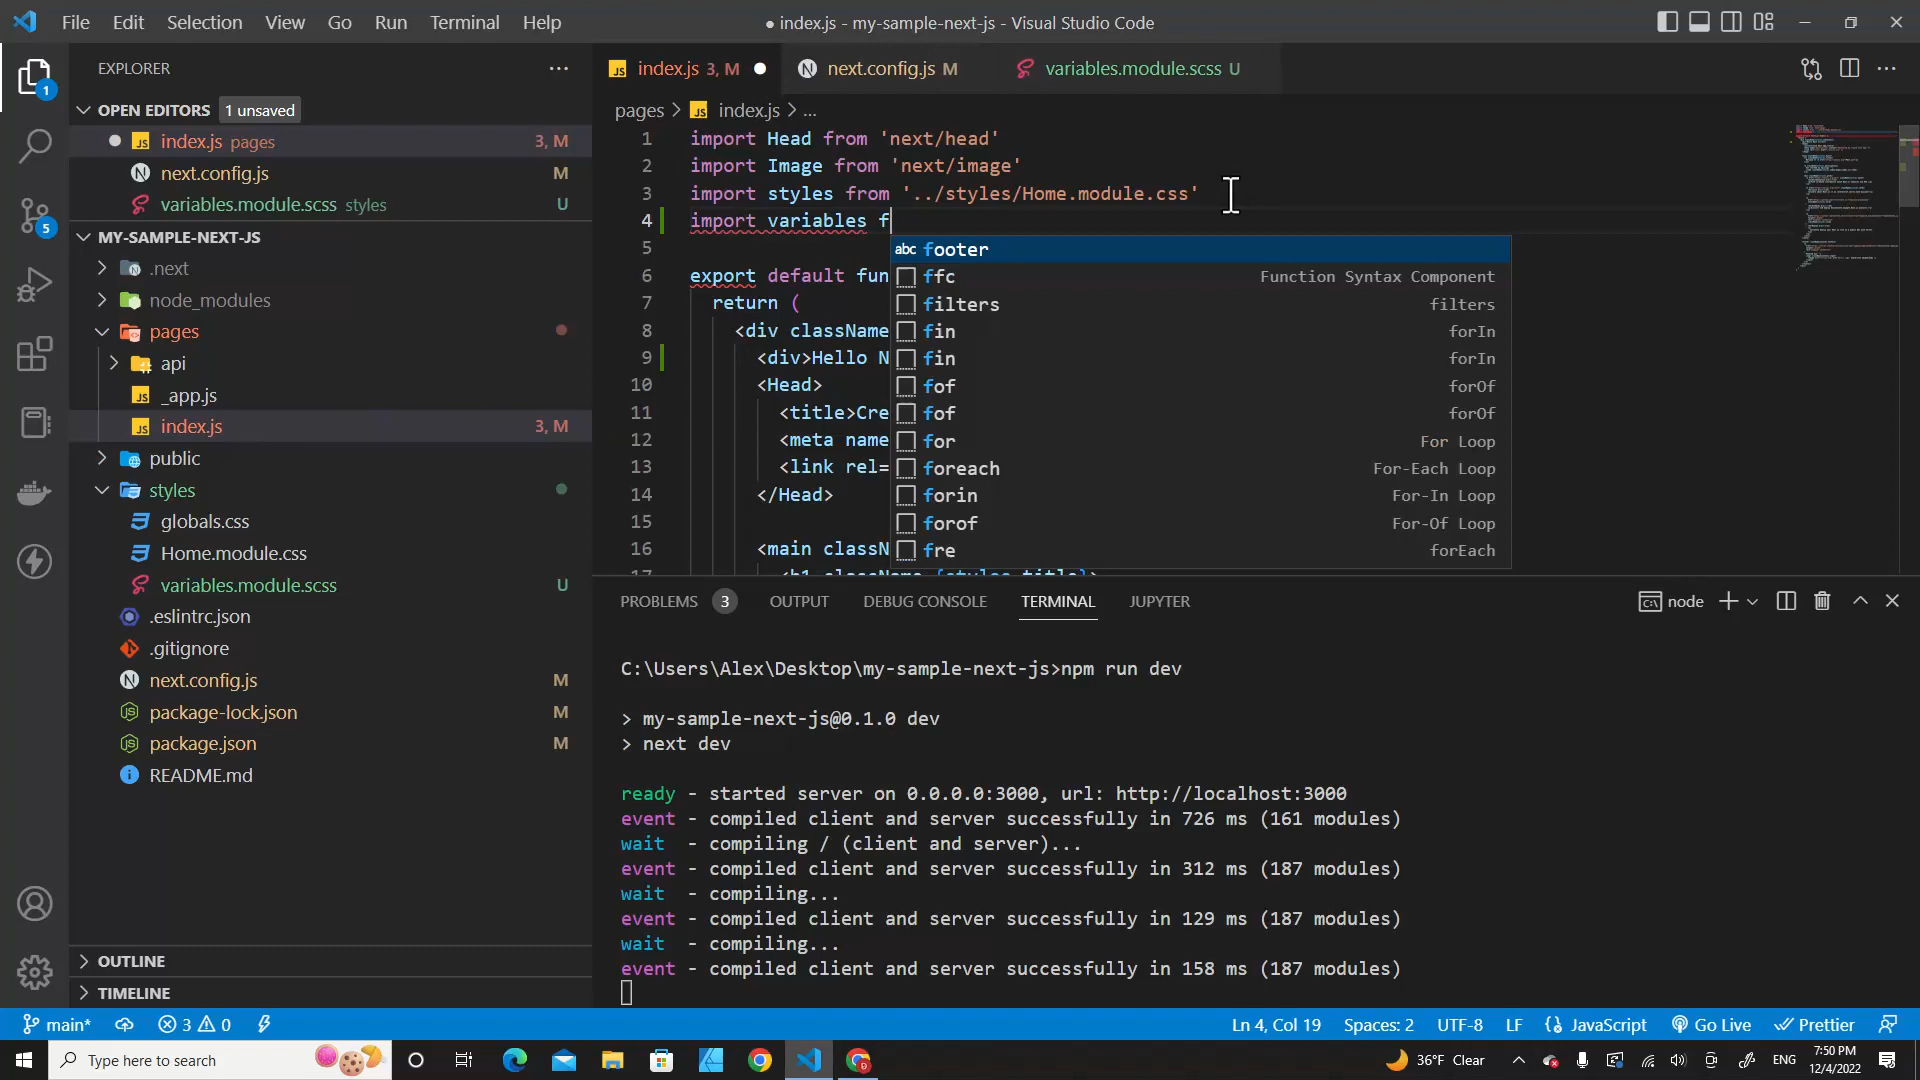 File Edit Selection View Go Run Terminal Help
● index.js - my-sample-next-js - Visual Studio Code
EXPLORER
OPEN EDITORS 1 unsaved
index.js pages 3, M
next.config.js M
variables.module.scss styles U
MY-SAMPLE-NEXT-JS
.next
node_modules
pages
api
_app.js
index.js 3, M
public
styles
globals.css
Home.module.css
variables.module.scss U
.eslintrc.json
.gitignore
next.config.js M
package-lock.json M
package.json M
README.md
OUTLINE
TIMELINE
1
5
index.js 3, M
next.config.js M
variables.module.scss U
pages > index.js > ...
1 import Head from 'next/head'
2 import Image from 'next/image'
3 import styles from '../styles/Home.module.css'
4 import variables f
5
6 export default fun
7 return (
8 <div className
9 <div>Hello N
10 <Head>
11 <title>Cre
12 <meta name
13 <link rel=
14 </Head>
15
16 <main classN
17 <h1 className={styles.title}>
abc footer
ffc Function Syntax Component
filters filters
fin forIn
fin forIn
fof forOf
fof forOf
for For Loop
foreach For-Each Loop
forin For-In Loop
forof For-Of Loop
fre forEach
PROBLEMS 3 OUTPUT DEBUG CONSOLE TERMINAL JUPYTER
node
C:\Users\Alex\Desktop\my-sample-next-js>npm run dev
> my-sample-next-js@0.1.0 dev
> next dev
ready - started server on 0.0.0.0:3000, url: http://localhost:3000
event - compiled client and server successfully in 726 ms (161 modules)
wait - compiling / (client and server)...
event - compiled client and server successfully in 312 ms (187 modules)
wait - compiling...
event - compiled client and server successfully in 129 ms (187 modules)
wait - compiling...
event - compiled client and server successfully in 158 ms (187 modules)
main* 3 0
Ln 4, Col 19 Spaces: 2 UTF-8 LF JavaScript Go Live Prettier
Type here to search
36°F Clear
ENG
7:50 PM
12/4/2022